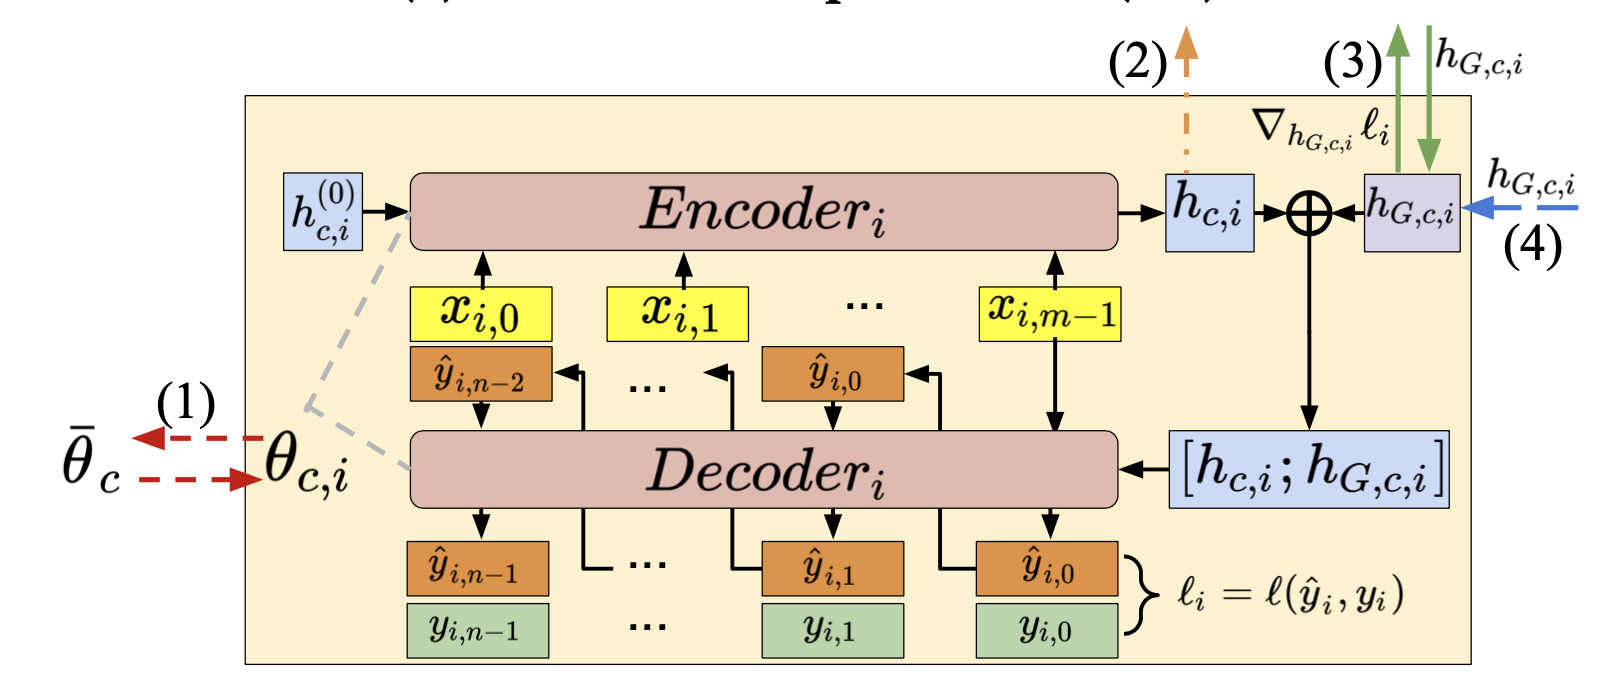 (2)
(3)
h_{G,c,i}
∇_{h_{G,c,i}} ℓ_i
h_{c,i}^{(0)}
Encoder_i
h_{c,i}
h_{G,c,i}
h_{G,c,i}
(4)
x_{i,0} x_{i,1} ... x_{i,m−1}
ŷ_{i,n−2} ... ŷ_{i,0}
(1)
θ̄_c
θ_{c,i}
Decoder_i
[h_{c,i}; h_{G,c,i}]
ŷ_{i,n−1} ... ŷ_{i,1} ŷ_{i,0}
ℓ_i = ℓ(ŷ_i, y_i)
y_{i,n−1} ... y_{i,1} y_{i,0}